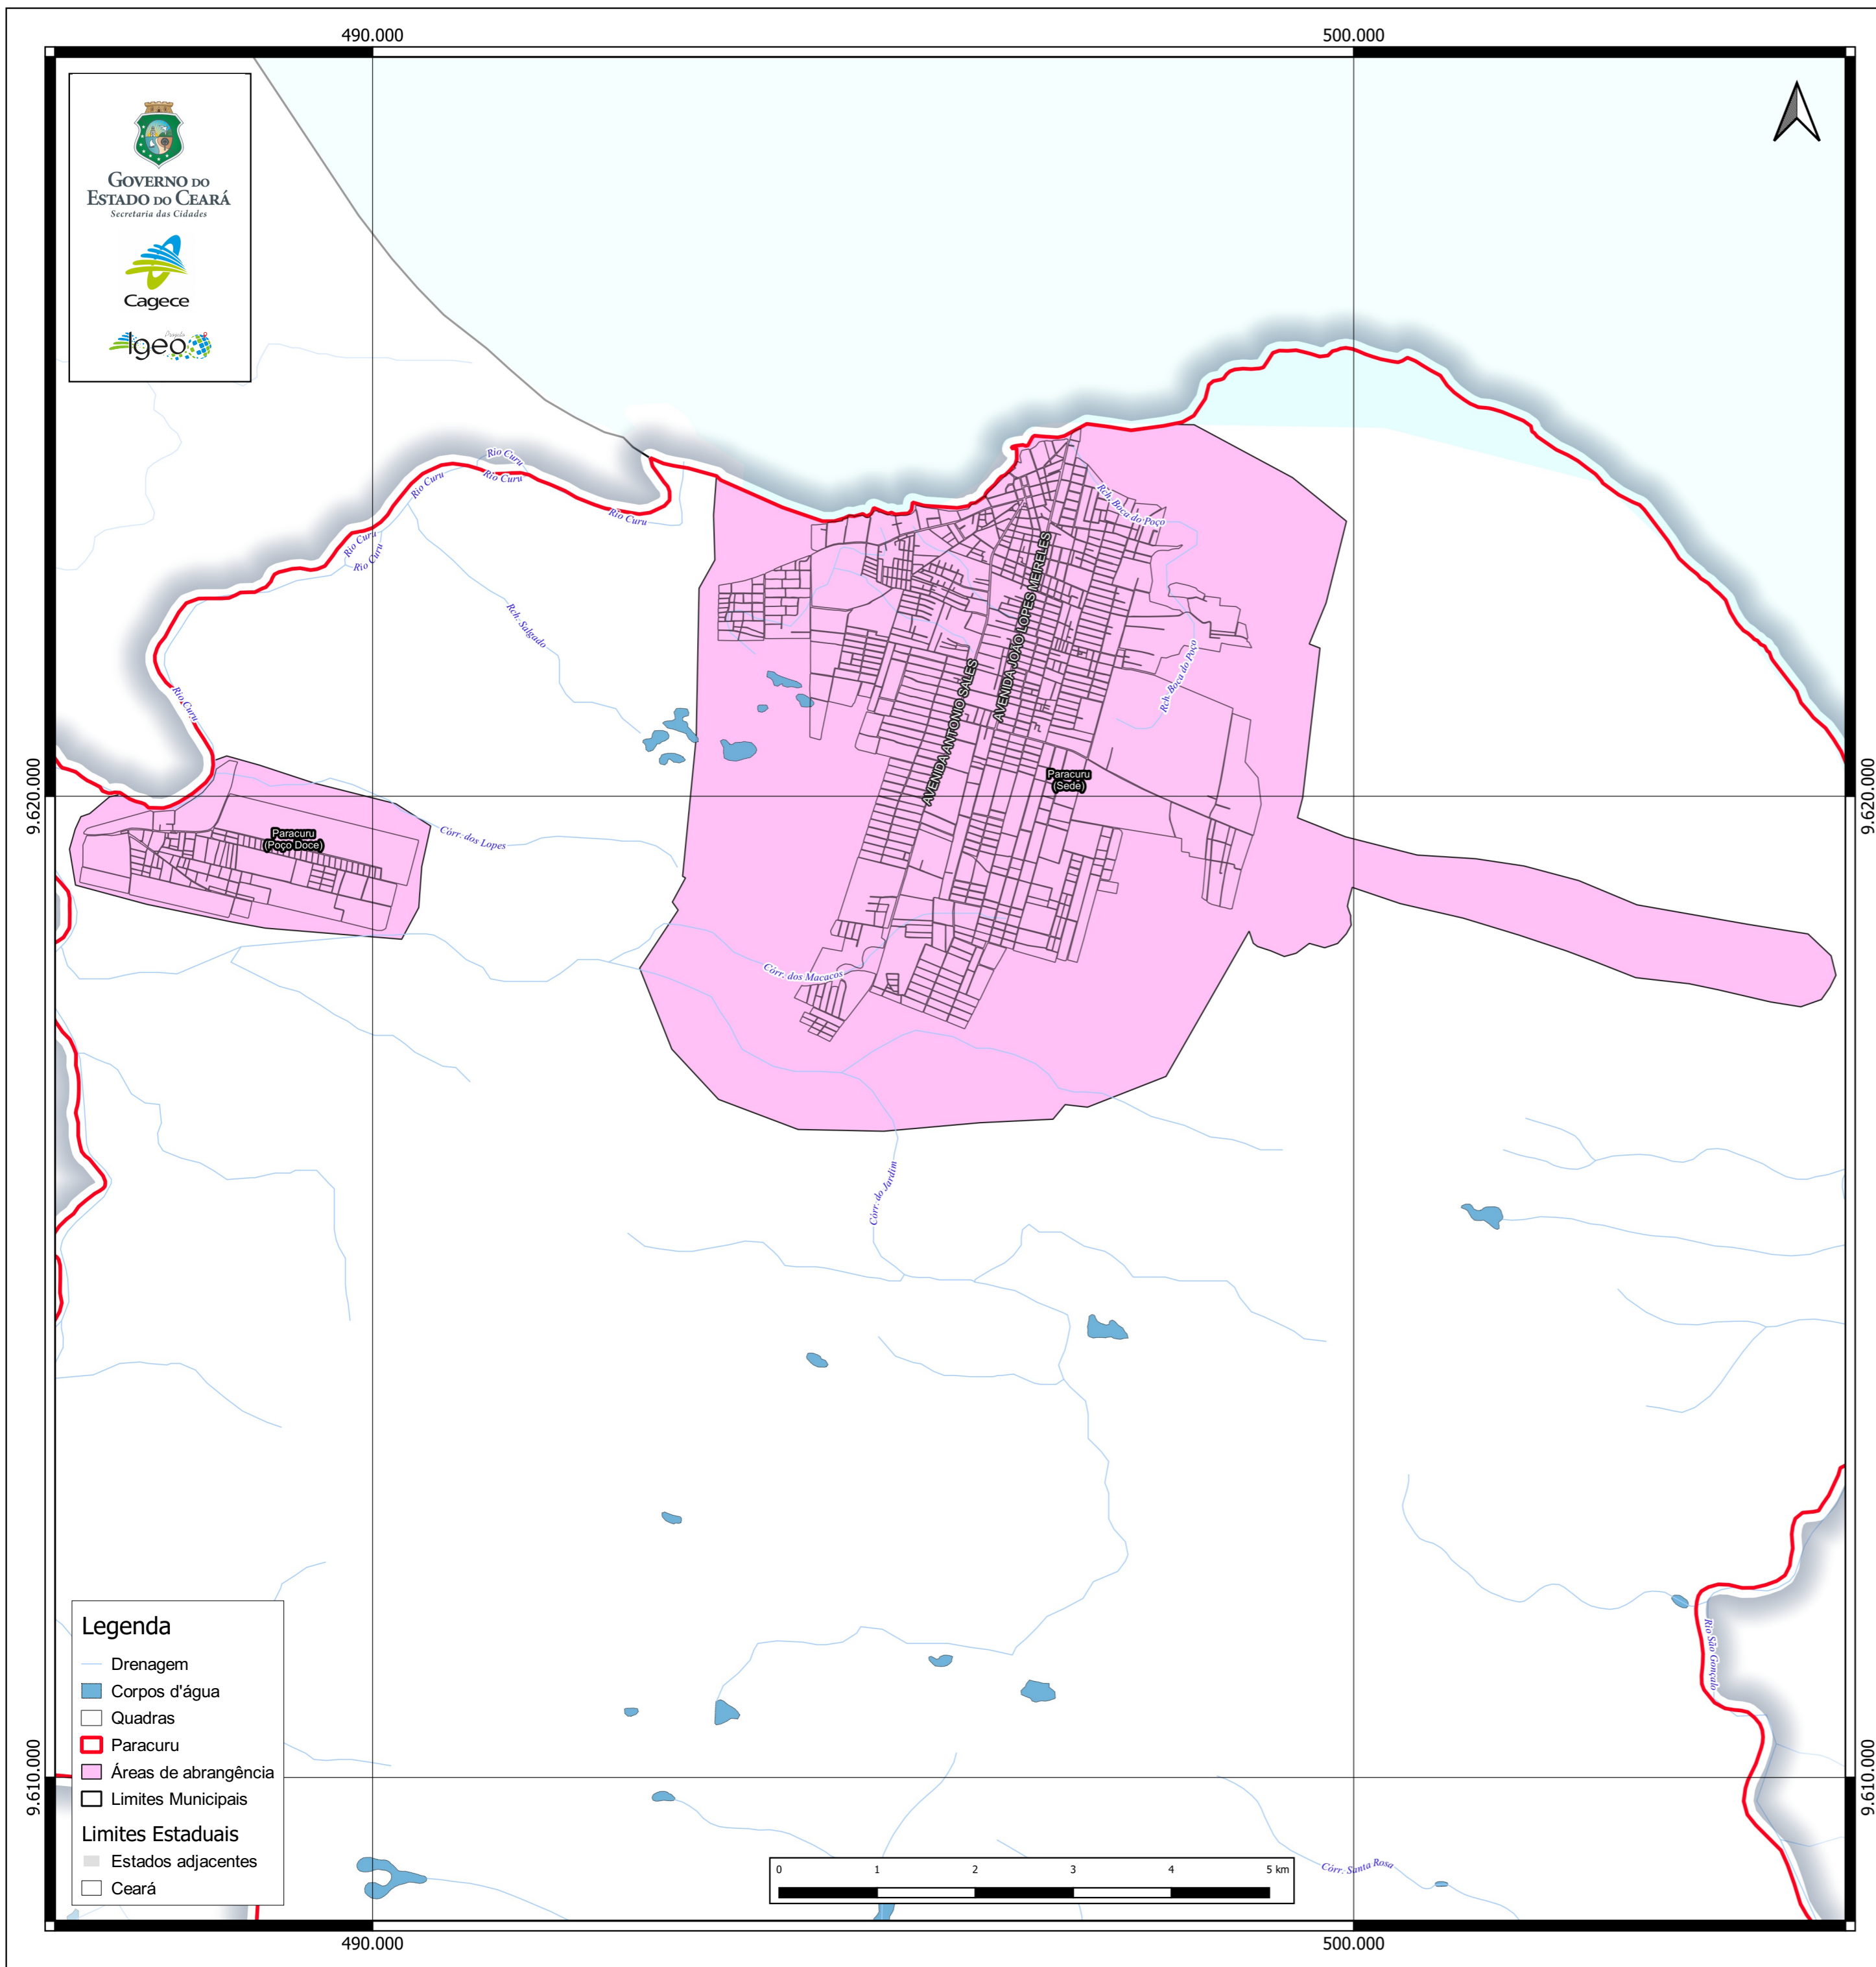 490.000
500.000
GOVERNO DO
ESTADO DO CEARÁ
Secretaria das Cidades
Cagece
Projeto
Igeo
Rio Curu
Rio Curu
Rio Curu
Rio Curu
Rio Curu
Rio Curu
Rch. Salgado
Rio Curu
Rch. Boca do Poço
Rch. Boca do Poço
AVENIDA JOAO LOPES MEIRELES
AVENIDA ANTONIO SALES
Paracuru
(Sede)
9.620.000
9.620.000
Paracuru
(Poço Doce)
Córr. dos Lopes
Córr. dos Macacos
Córr. do Jardim
Rio São Gonçalo
Legenda
Drenagem
Corpos d'água
Quadras
Paracuru
Áreas de abrangência
Limites Municipais
Limites Estaduais
Estados adjacentes
Ceará
9.610.000
9.610.000
0 1 2 3 4 5 km
Córr. Santa Rosa
490.000
500.000